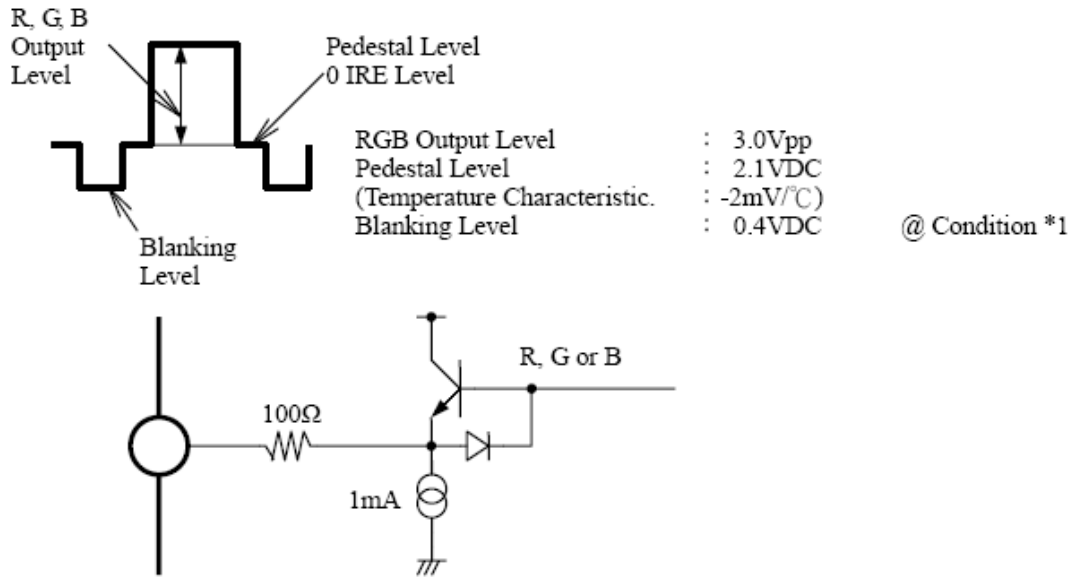 R, G, B
Output
Level
Pedestal Level
0 IRE Level
RGB Output Level : 3.0Vpp
Pedestal Level : 2.1VDC
(Temperature Characteristic. : -2mV/℃)
Blanking Level : 0.4VDC @ Condition *1
Blanking
Level
R, G or B
100Ω
1mA